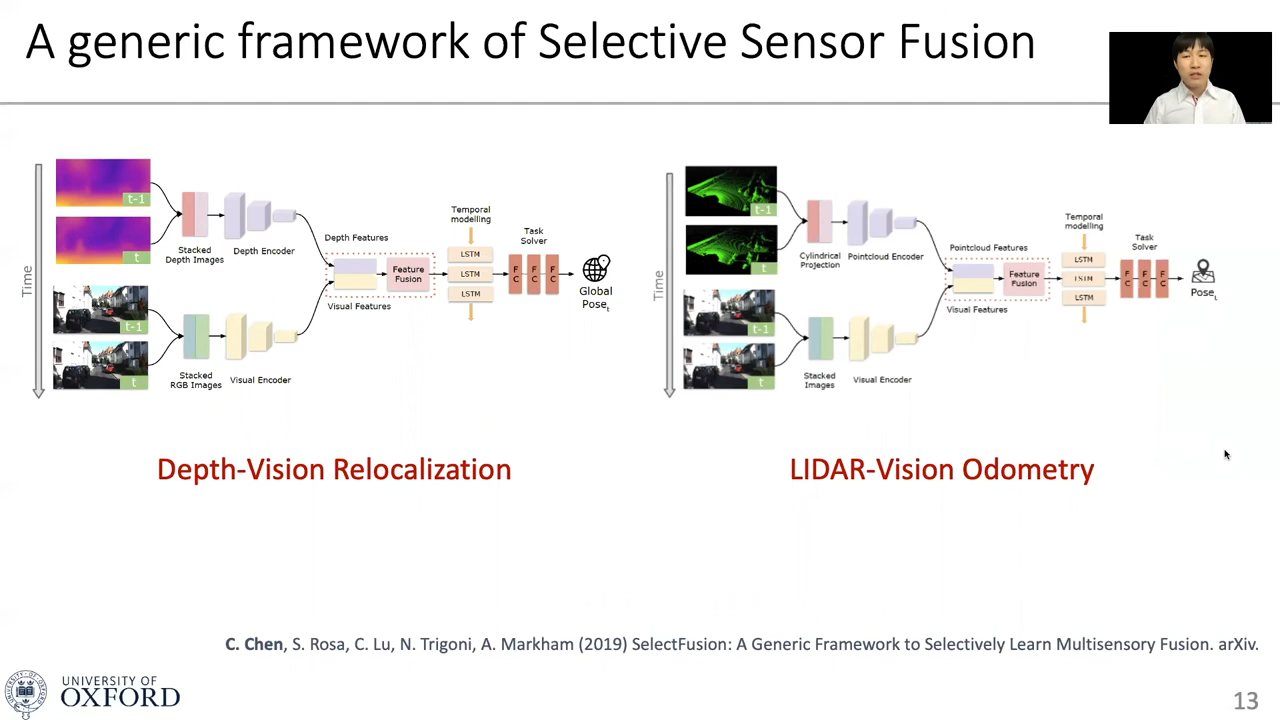 A generic framework of Selective Sensor Fusion
Time
t-1
t
Stacked
Depth Images
Depth Encoder
t-1
t
Stacked
RGB Images
Visual Encoder
Depth Features
Feature
Fusion
Visual Features
Temporal
modelling
LSTM
LSTM
LSTM
Task
Solver
FC
FC
FC
Global
Pose_t
Depth-Vision Relocalization
Time
t-1
t
Cylindrical
Projection
Pointcloud Encoder
t-1
t
Stacked
Images
Visual Encoder
Pointcloud Features
Feature
Fusion
Visual Features
Temporal
modelling
LSTM
LSTM
LSTM
Task
Solver
FC
FC
FC
Pose_t
LIDAR-Vision Odometry
C. Chen, S. Rosa, C. Lu, N. Trigoni, A. Markham (2019) SelectFusion: A Generic Framework to Selectively Learn Multisensory Fusion. arXiv.
UNIVERSITY OF
OXFORD
13